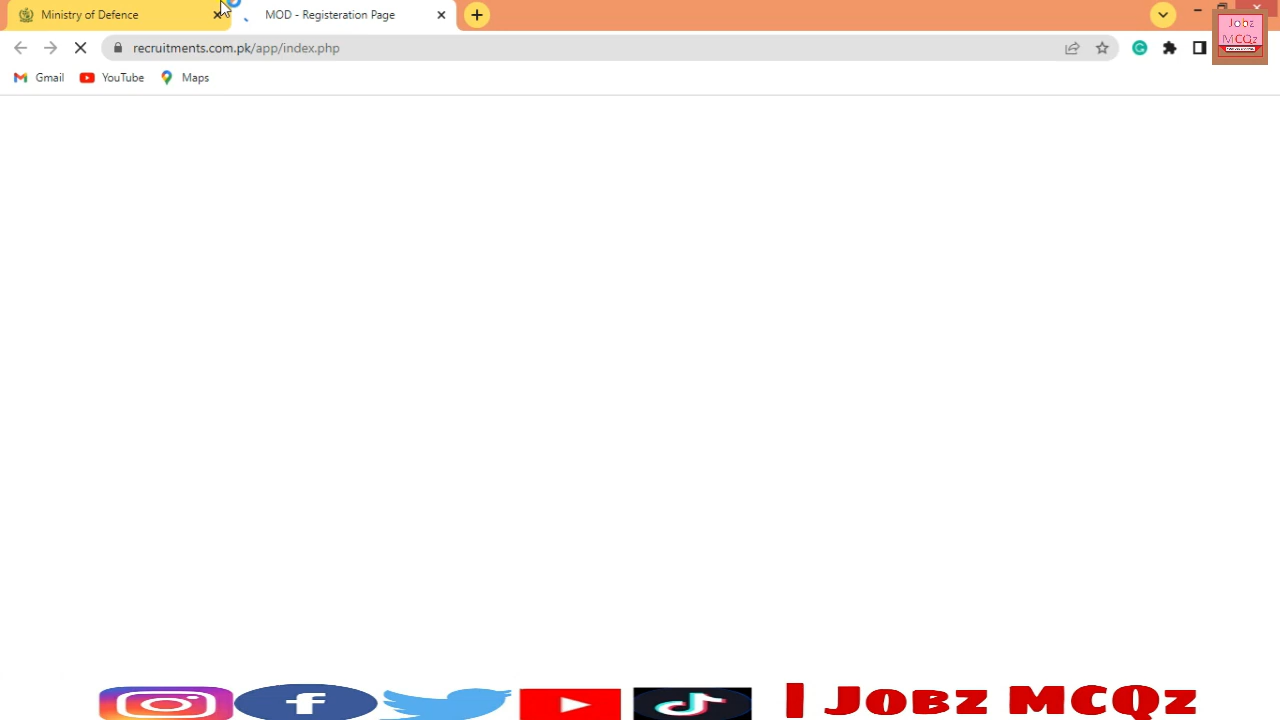 Ministry of Defence
MOD - Registeration Page
recruitments.com.pk/app/index.php
Gmail
YouTube
Maps
Jobz
MCQz
| Jobz MCQz